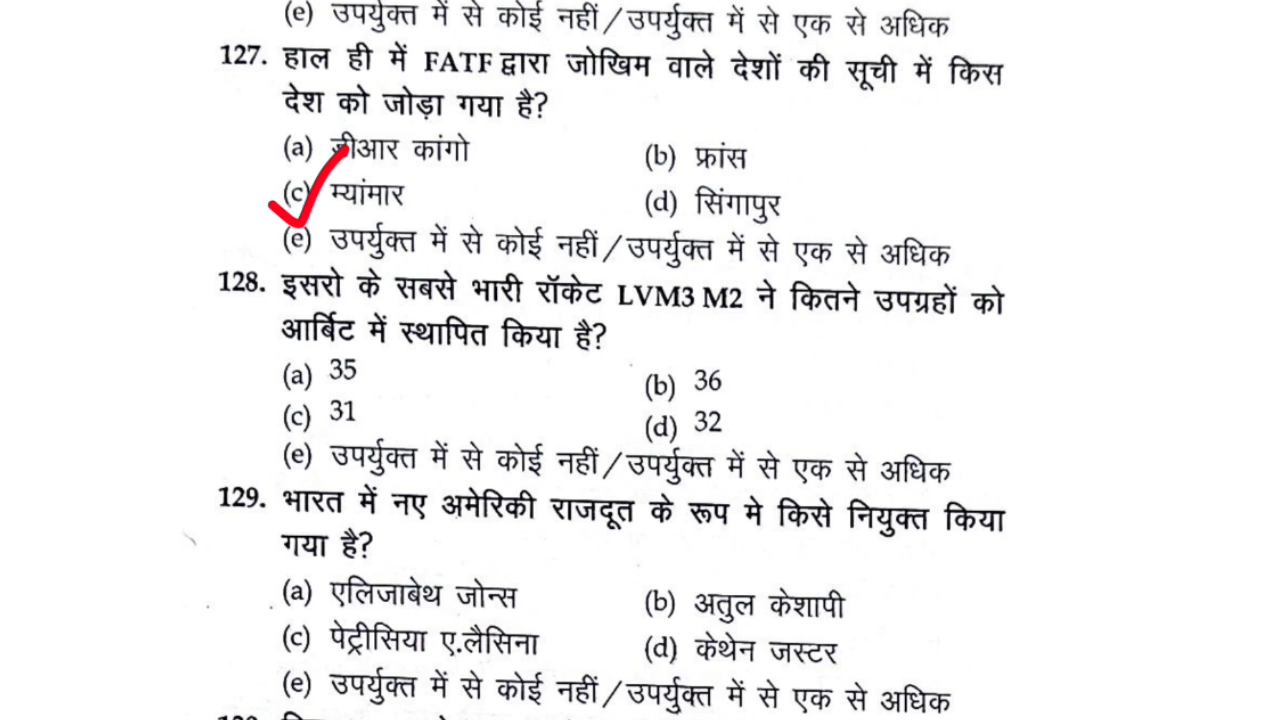 (e) उपर्युक्त में से कोई नहीं/उपर्युक्त में से एक से अधिक
127. हाल ही में FATF द्वारा जोखिम वाले देशों की सूची में किस
देश को जोड़ा गया है?
(a) डीआर कांगो (b) फ्रांस
(c) म्यांमार (d) सिंगापुर
(e) उपर्युक्त में से कोई नहीं/उपर्युक्त में से एक से अधिक
128. इसरो के सबसे भारी रॉकेट LVM3 M2 ने कितने उपग्रहों को
आर्बिट में स्थापित किया है?
(a) 35 (b) 36
(c) 31 (d) 32
(e) उपर्युक्त में से कोई नहीं/उपर्युक्त में से एक से अधिक
129. भारत में नए अमेरिकी राजदूत के रूप मे किसे नियुक्त किया
गया है?
(a) एलिजाबेथ जोन्स (b) अतुल केशापी
(c) पेट्रीसिया ए.लैसिना (d) केथेन जस्टर
(e) उपर्युक्त में से कोई नहीं/उपर्युक्त में से एक से अधिक